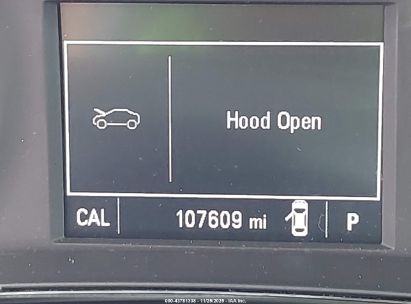 Hood Open
CAL 107609 mi P